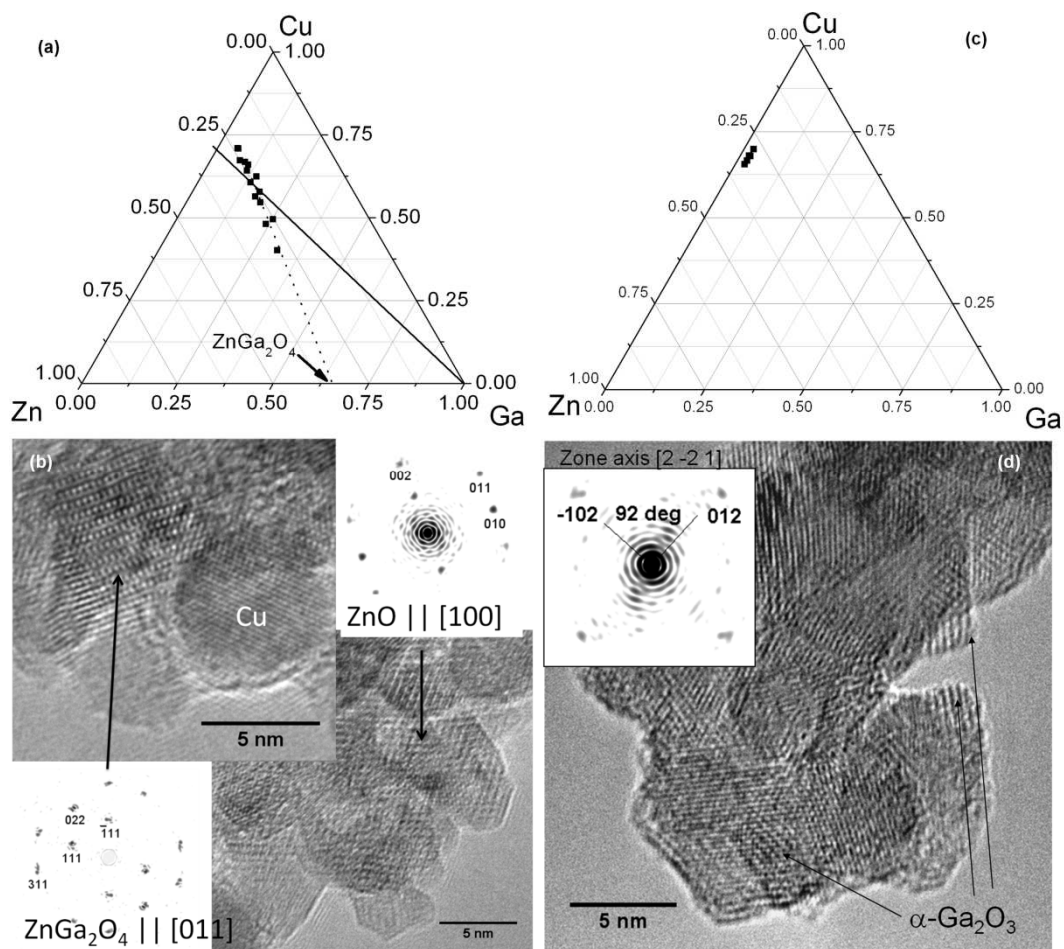 (a)
Cu
0.00
1.00
0.25
0.75
0.50
0.50
0.75
0.25
ZnGa₂O₄
1.00
0.00
Zn
0.00
0.25
0.50
0.75
1.00
Ga
(c)
Cu
0.00
1.00
0.25
0.75
0.50
0.50
0.75
0.25
1.00
0.00
Zn
0.00
0.25
0.50
0.75
1.00
Ga
(b)
Cu
5 nm
002
011
010
ZnO || [100]
022
111
111
311
ZnGa₂O₄ || [011]
5 nm
Zone axis [2 -2 1]
(d)
-102
92 deg
012
5 nm
α-Ga₂O₃